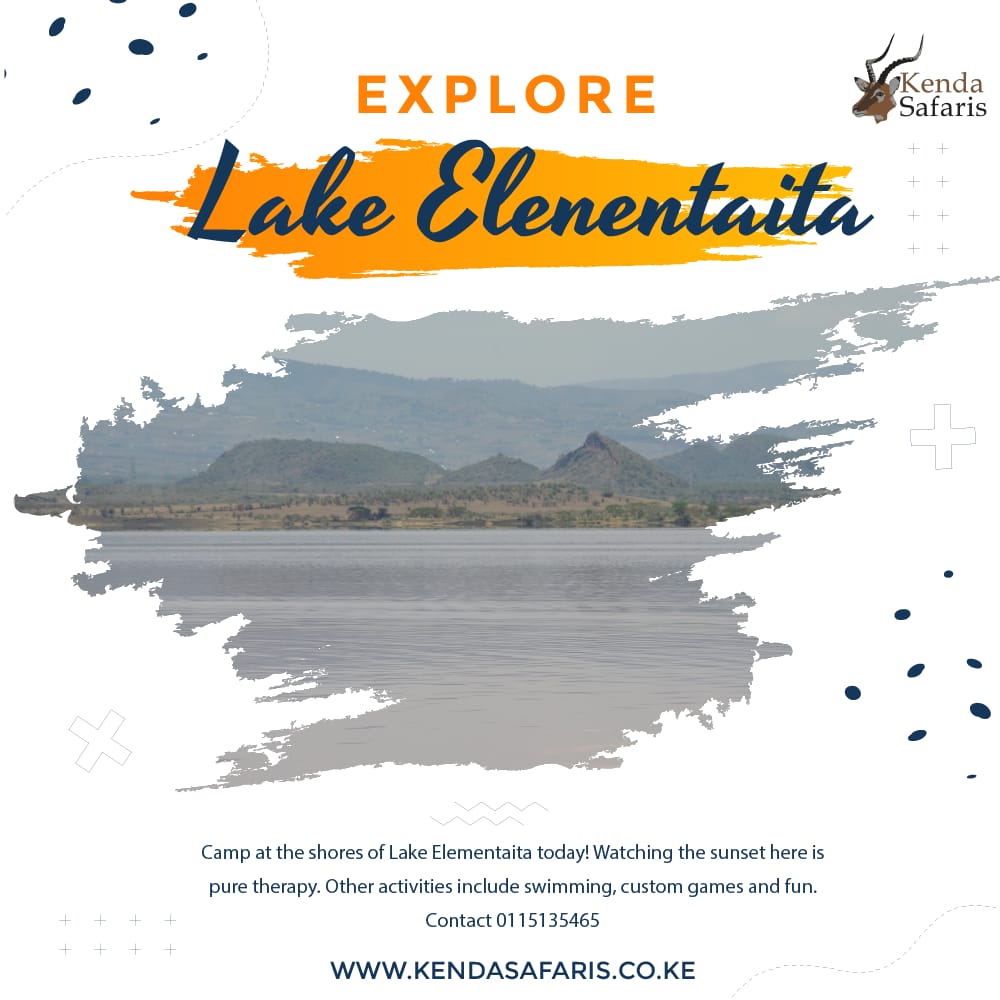 EXPLORE
Kenda
Safaris
Lake Elenentaita
Camp at the shores of Lake Elementaita today! Watching the sunset here is
pure therapy. Other activities include swimming, custom games and fun.
Contact 0115135465
WWW.KENDASAFARIS.CO.KE